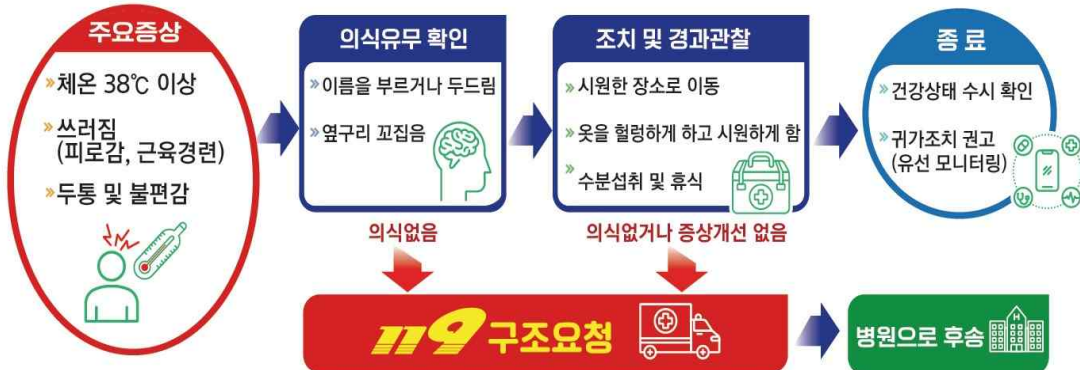 주요증상
»체온 38℃ 이상
»쓰러짐
(피로감, 근육경련)
»두통 및 불편감
의식유무 확인
»이름을 부르거나 두드림
»옆구리 꼬집음
의식없음
조치 및 경과관찰
»시원한 장소로 이동
»옷을 헐렁하게 하고 시원하게 함
»수분섭취 및 휴식
의식없거나 증상개선 없음
종료
»건강상태 수시 확인
»귀가조치 권고
(유선 모니터링)
119 구조요청
병원으로 후송
H